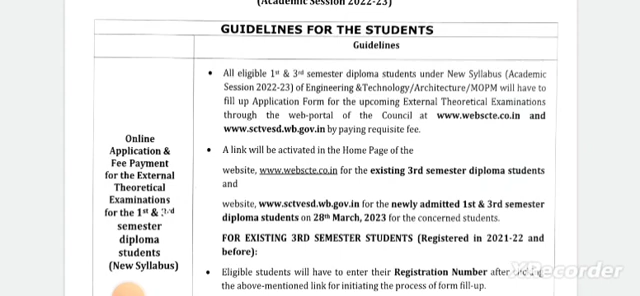 (Academic Session 2022-23)
GUIDELINES FOR THE STUDENTS
Guidelines
Online
Application &
Fee Payment
for the External
Theoretical
Examinations
for the 1st & 3rd
semester
diploma
students
(New Syllabus)
• All eligible 1st & 3rd semester diploma students under New Syllabus (Academic
Session 2022-23) of Engineering &Technology/Architecture/MOPM will have to
fill up Application Form for the upcoming External Theoretical Examinations
through the web-portal of the Council at www.webscte.co.in and
www.sctvesd.wb.gov.in by paying requisite fee.
• A link will be activated in the Home Page of the
website, www.webscte.co.in for the existing 3rd semester diploma students
and
website, www.sctvesd.wb.gov.in for the newly admitted 1st & 3rd semester
diploma students on 28th March, 2023 for the concerned students.
FOR EXISTING 3RD SEMESTER STUDENTS (Registered in 2021-22 and
before):
• Eligible students will have to enter their Registration Number after
the above-mentioned link for initiating the process of form fill-up.
XRecorder